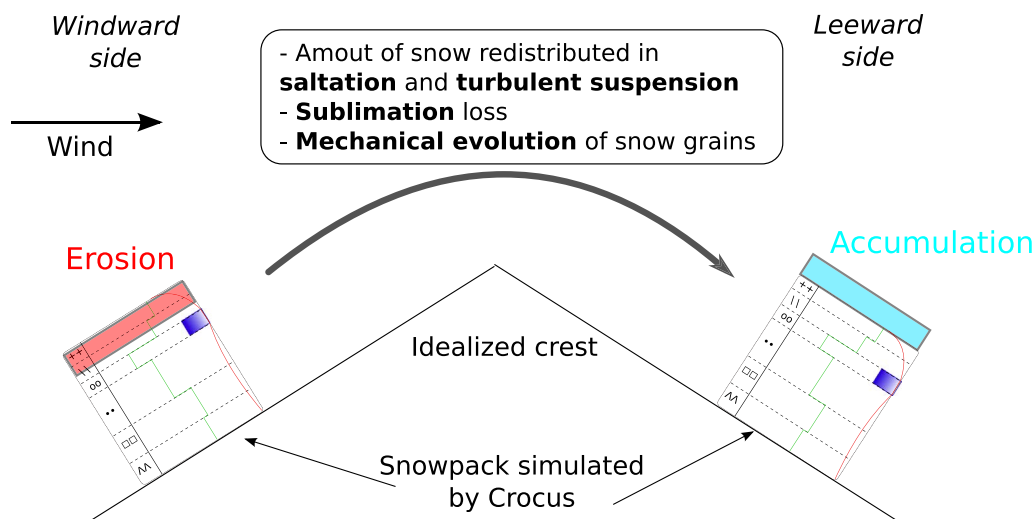 Windward
side
Leeward
side
- Amout of snow redistributed in
saltation and turbulent suspension
- Sublimation loss
- Mechanical evolution of snow grains
Wind
Erosion
Accumulation
Idealized crest
Snowpack simulated
by Crocus